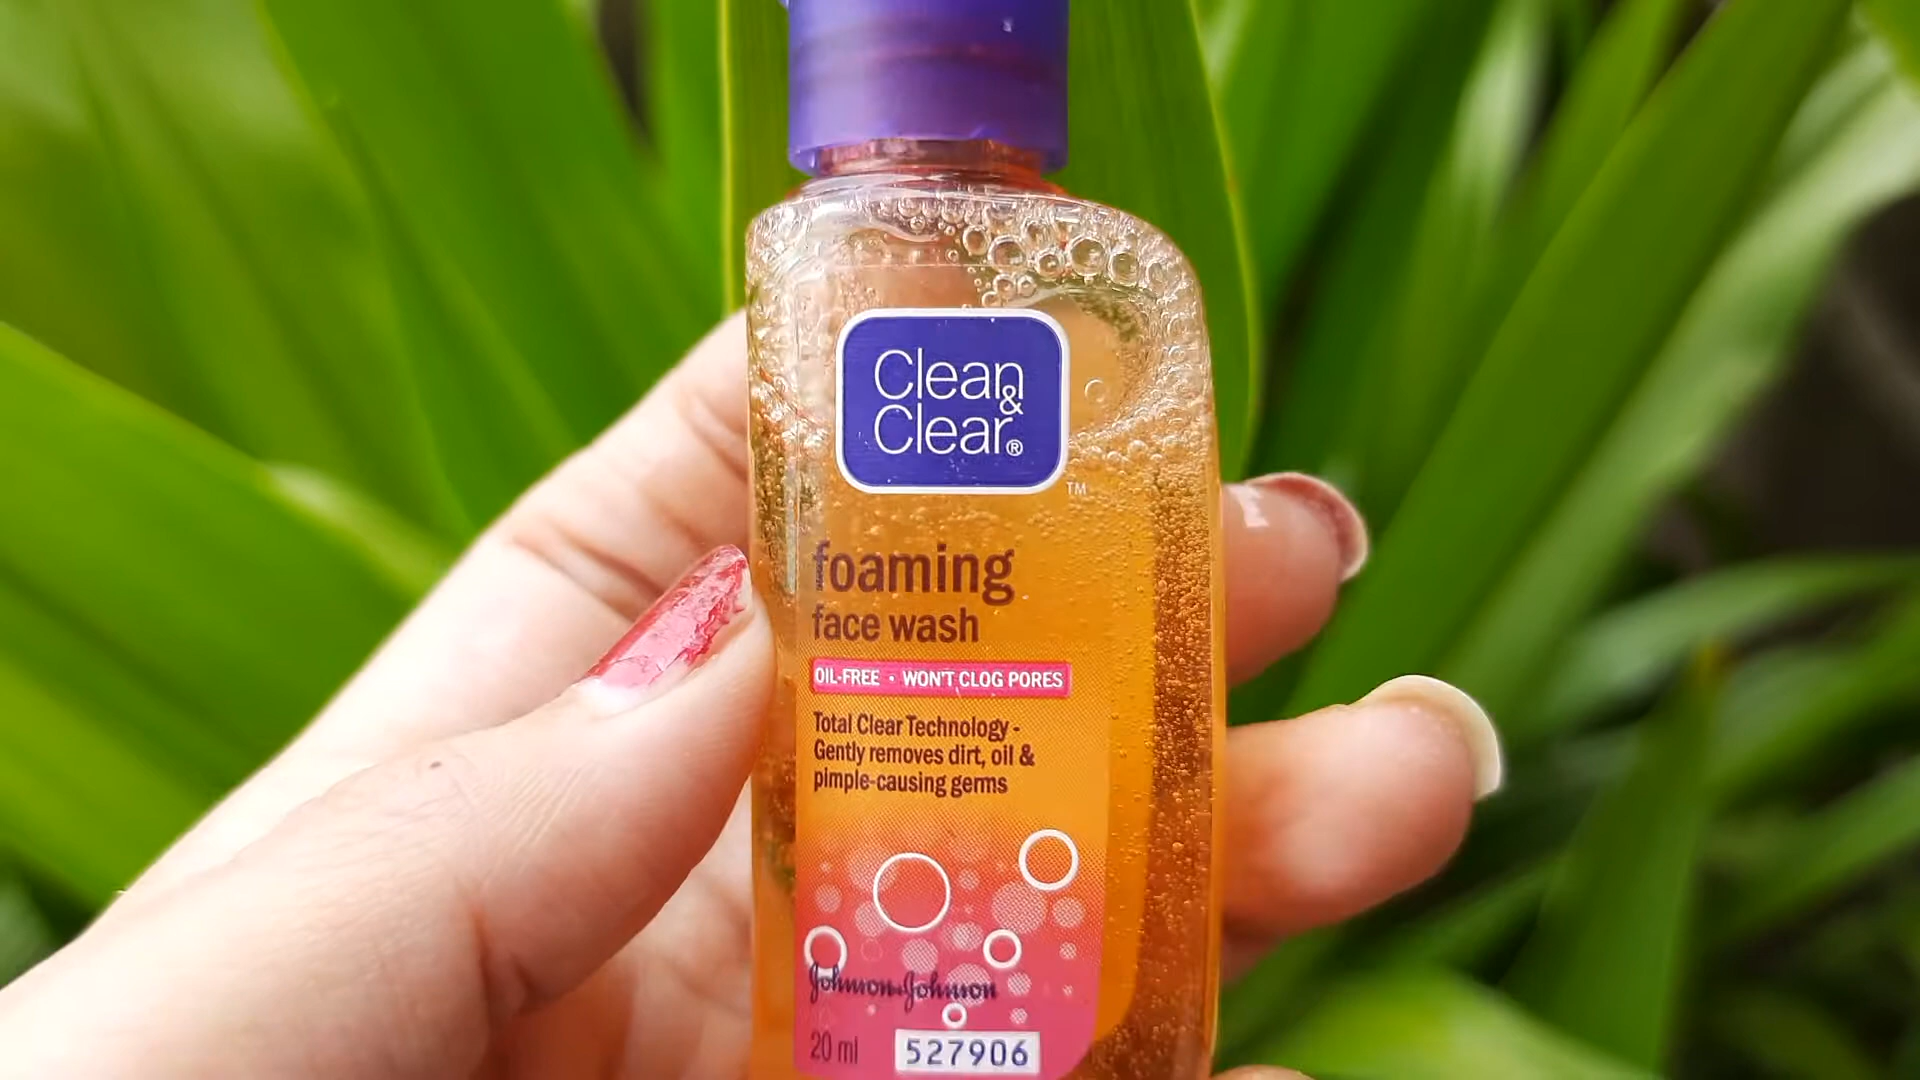 Clean
&
Clear®
TM
foaming
face wash
OIL-FREE • WON'T CLOG PORES
Total Clear Technology -
Gently removes dirt, oil &
pimple-causing germs
Johnson & Johnson
20 ml 527906